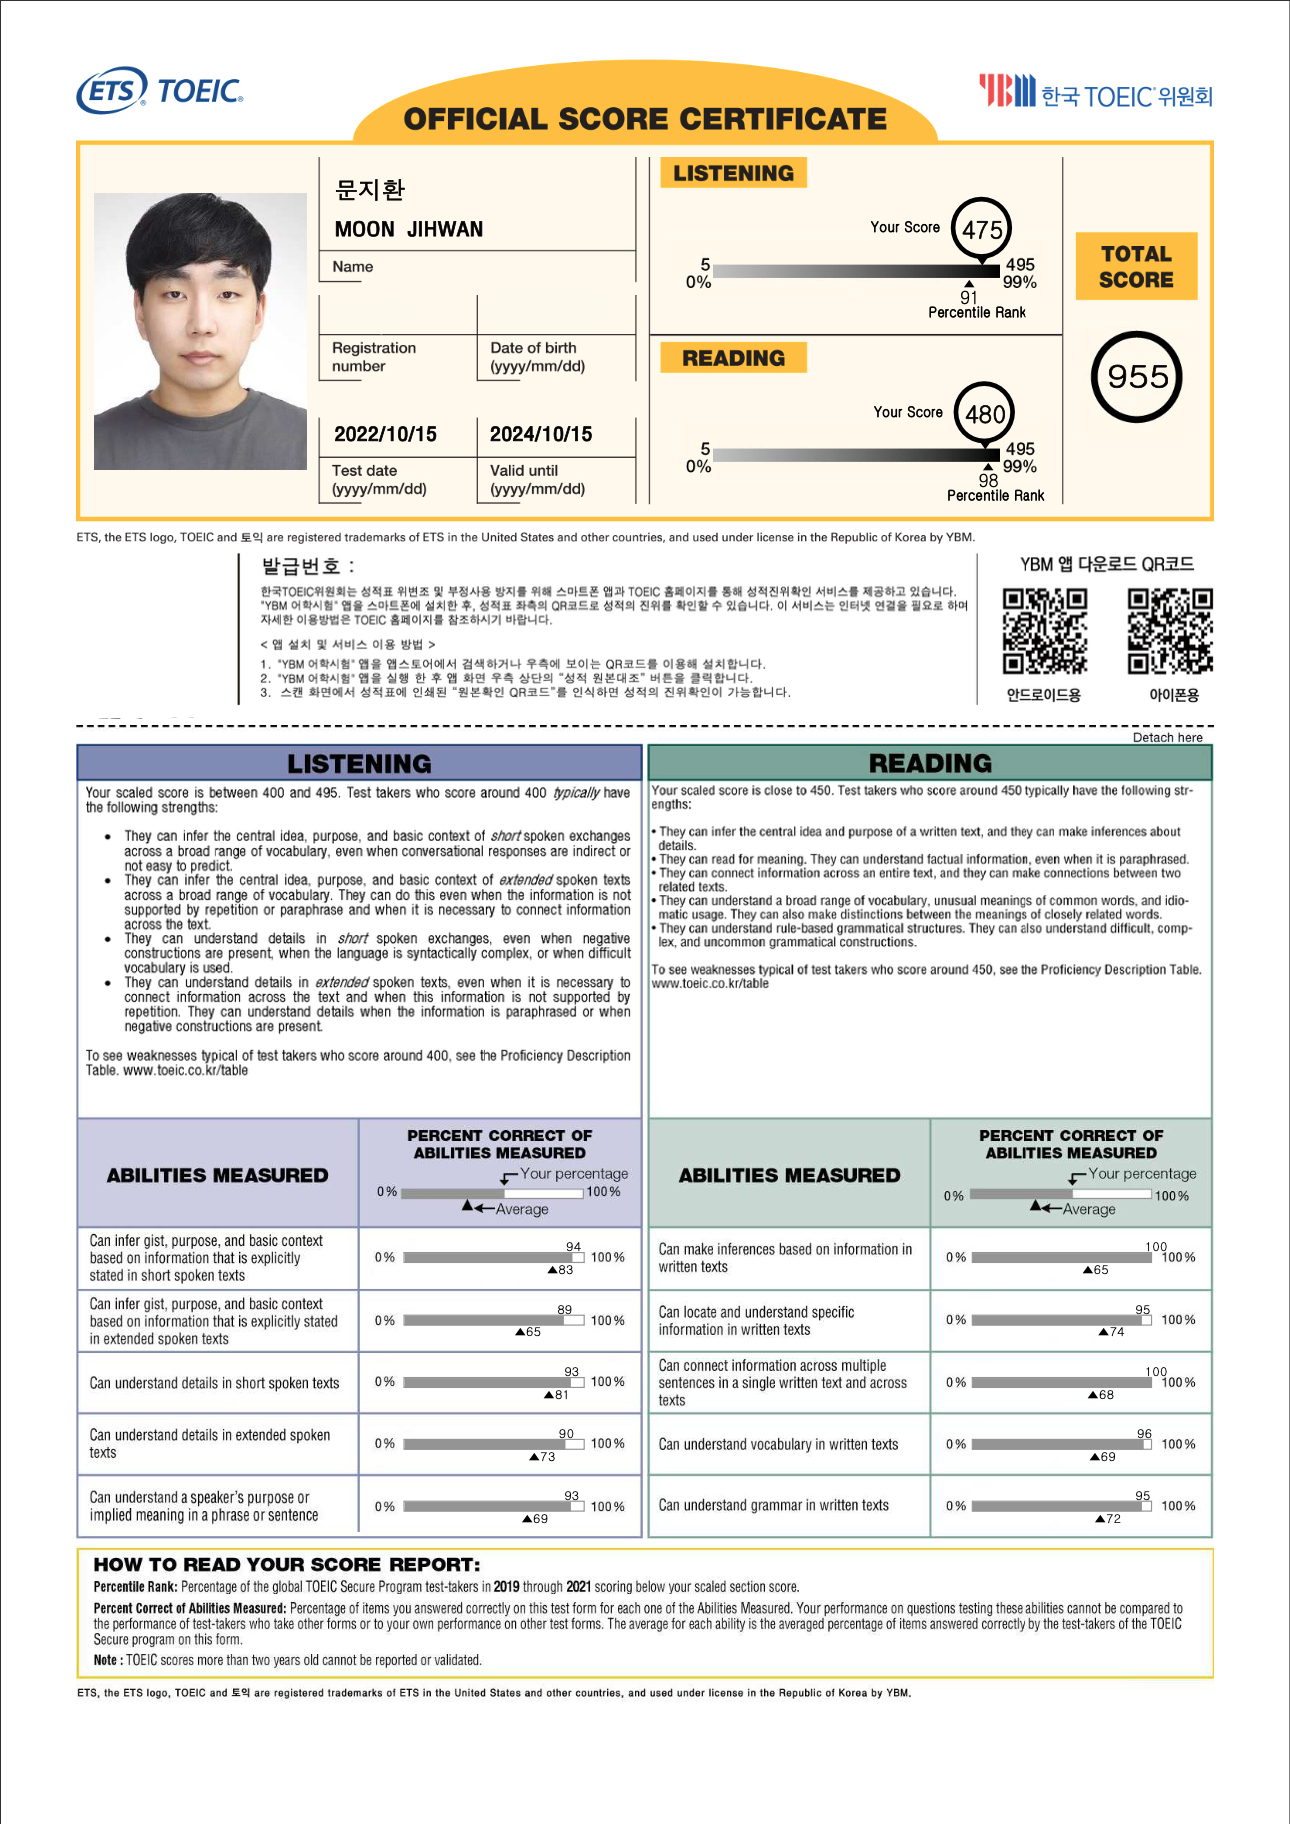 ETS® TOEIC®
YBM 한국 TOEIC® 위원회
OFFICIAL SCORE CERTIFICATE
문지환
MOON JIHWAN
Name
Registration
number
Date of birth
(yyyy/mm/dd)
2022/10/15
Test date
(yyyy/mm/dd)
2024/10/15
Valid until
(yyyy/mm/dd)
LISTENING
Your Score 475
5 495
0% 99%
91
Percentile Rank
READING
Your Score 480
5 495
0% 99%
98
Percentile Rank
TOTAL
SCORE
955
ETS, the ETS logo, TOEIC and 토익 are registered trademarks of ETS in the United States and other countries, and used under license in the Republic of Korea by YBM.
발급번호 :
한국TOEIC위원회는 성적표 위변조 및 부정사용 방지를 위해 스마트폰 앱과 TOEIC 홈페이지를 통해 성적진위확인 서비스를 제공하고 있습니다.
"YBM 어학시험" 앱을 스마트폰에 설치한 후, 성적표 좌측의 QR코드로 성적의 진위를 확인할 수 있습니다. 이 서비스는 인터넷 연결을 필요로 하며
자세한 이용방법은 TOEIC 홈페이지를 참조하시기 바랍니다.
< 앱 설치 및 서비스 이용 방법 >
1. "YBM 어학시험" 앱을 앱스토어에서 검색하거나 우측에 보이는 QR코드를 이용해 설치합니다.
2. "YBM 어학시험" 앱을 실행 한 후 앱 화면 우측 상단의 "성적 원본대조" 버튼을 클릭합니다.
3. 스캔 화면에서 성적표에 인쇄된 "원본확인 QR코드"를 인식하면 성적의 진위확인이 가능합니다.
YBM 앱 다운로드 QR코드
안드로이드용 아이폰용
Detach here
LISTENING
Your scaled score is between 400 and 495. Test takers who score around 400 typically have
the following strengths:
• They can infer the central idea, purpose, and basic context of short spoken exchanges
across a broad range of vocabulary, even when conversational responses are indirect or
not easy to predict.
• They can infer the central idea, purpose, and basic context of extended spoken texts
across a broad range of vocabulary. They can do this even when the information is not
supported by repetition or paraphrase and when it is necessary to connect information
across the text.
• They can understand details in short spoken exchanges, even when negative
constructions are present, when the language is syntactically complex, or when difficult
vocabulary is used.
• They can understand details in extended spoken texts, even when it is necessary to
connect information across the text and when this information is not supported by
repetition. They can understand details when the information is paraphrased or when
negative constructions are present.
To see weaknesses typical of test takers who score around 400, see the Proficiency Description
Table. www.toeic.co.kr/table
READING
Your scaled score is close to 450. Test takers who score around 450 typically have the following str-
engths:
• They can infer the central idea and purpose of a written text, and they can make inferences about
details.
• They can read for meaning. They can understand factual information, even when it is paraphrased.
• They can connect information across an entire text, and they can make connections between two
related texts.
• They can understand a broad range of vocabulary, unusual meanings of common words, and idio-
matic usage. They can also make distinctions between the meanings of closely related words.
• They can understand rule-based grammatical structures. They can also understand difficult, comp-
lex, and uncommon grammatical constructions.
To see weaknesses typical of test takers who score around 450, see the Proficiency Description Table.
www.toeic.co.kr/table
ABILITIES MEASURED
PERCENT CORRECT OF
ABILITIES MEASURED
Your percentage
0% 100%
Average
Can infer gist, purpose, and basic context
based on information that is explicitly
stated in short spoken texts
0% 94 100%
83
Can infer gist, purpose, and basic context
based on information that is explicitly stated
in extended spoken texts
0% 89 100%
65
Can understand details in short spoken texts
0% 93 100%
81
Can understand details in extended spoken
texts
0% 90 100%
73
Can understand a speaker's purpose or
implied meaning in a phrase or sentence
0% 93 100%
69
ABILITIES MEASURED
PERCENT CORRECT OF
ABILITIES MEASURED
Your percentage
0% 100%
Average
Can make inferences based on information in
written texts
0% 100 100%
65
Can locate and understand specific
information in written texts
0% 95 100%
74
Can connect information across multiple
sentences in a single written text and across
texts
0% 100 100%
68
Can understand vocabulary in written texts
0% 96 100%
69
Can understand grammar in written texts
0% 95 100%
72
HOW TO READ YOUR SCORE REPORT:
Percentile Rank: Percentage of the global TOEIC Secure Program test-takers in 2019 through 2021 scoring below your scaled section score.
Percent Correct of Abilities Measured: Percentage of items you answered correctly on this test form for each one of the Abilities Measured. Your performance on questions testing these abilities cannot be compared to
the performance of test-takers who take other forms or to your own performance on other test forms. The average for each ability is the averaged percentage of items answered correctly by the test-takers of the TOEIC
Secure program on this form.
Note : TOEIC scores more than two years old cannot be reported or validated.
ETS, the ETS logo, TOEIC and 토익 are registered trademarks of ETS in the United States and other countries, and used under license in the Republic of Korea by YBM.